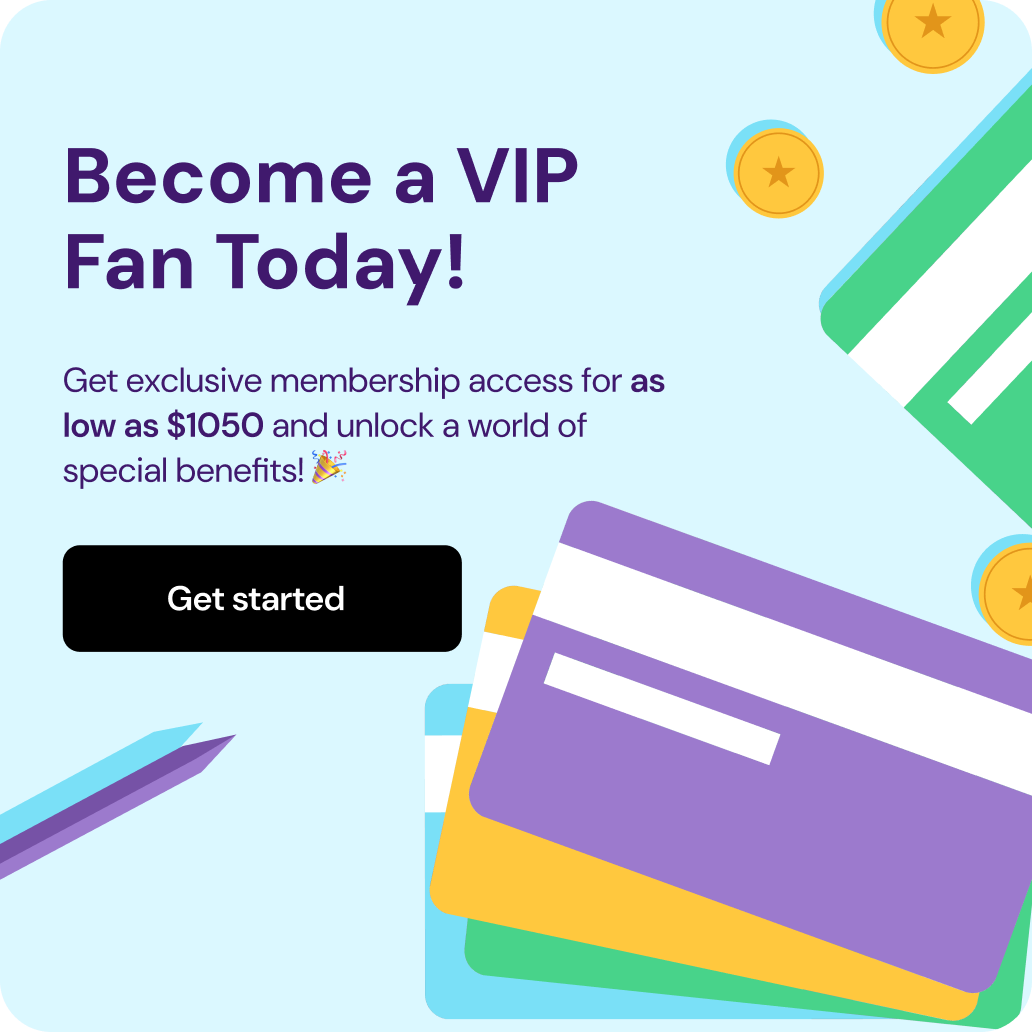 Become a VIP
Fan Today!
Get exclusive membership access for as
low as $1050 and unlock a world of
special benefits! 🎉
Get started